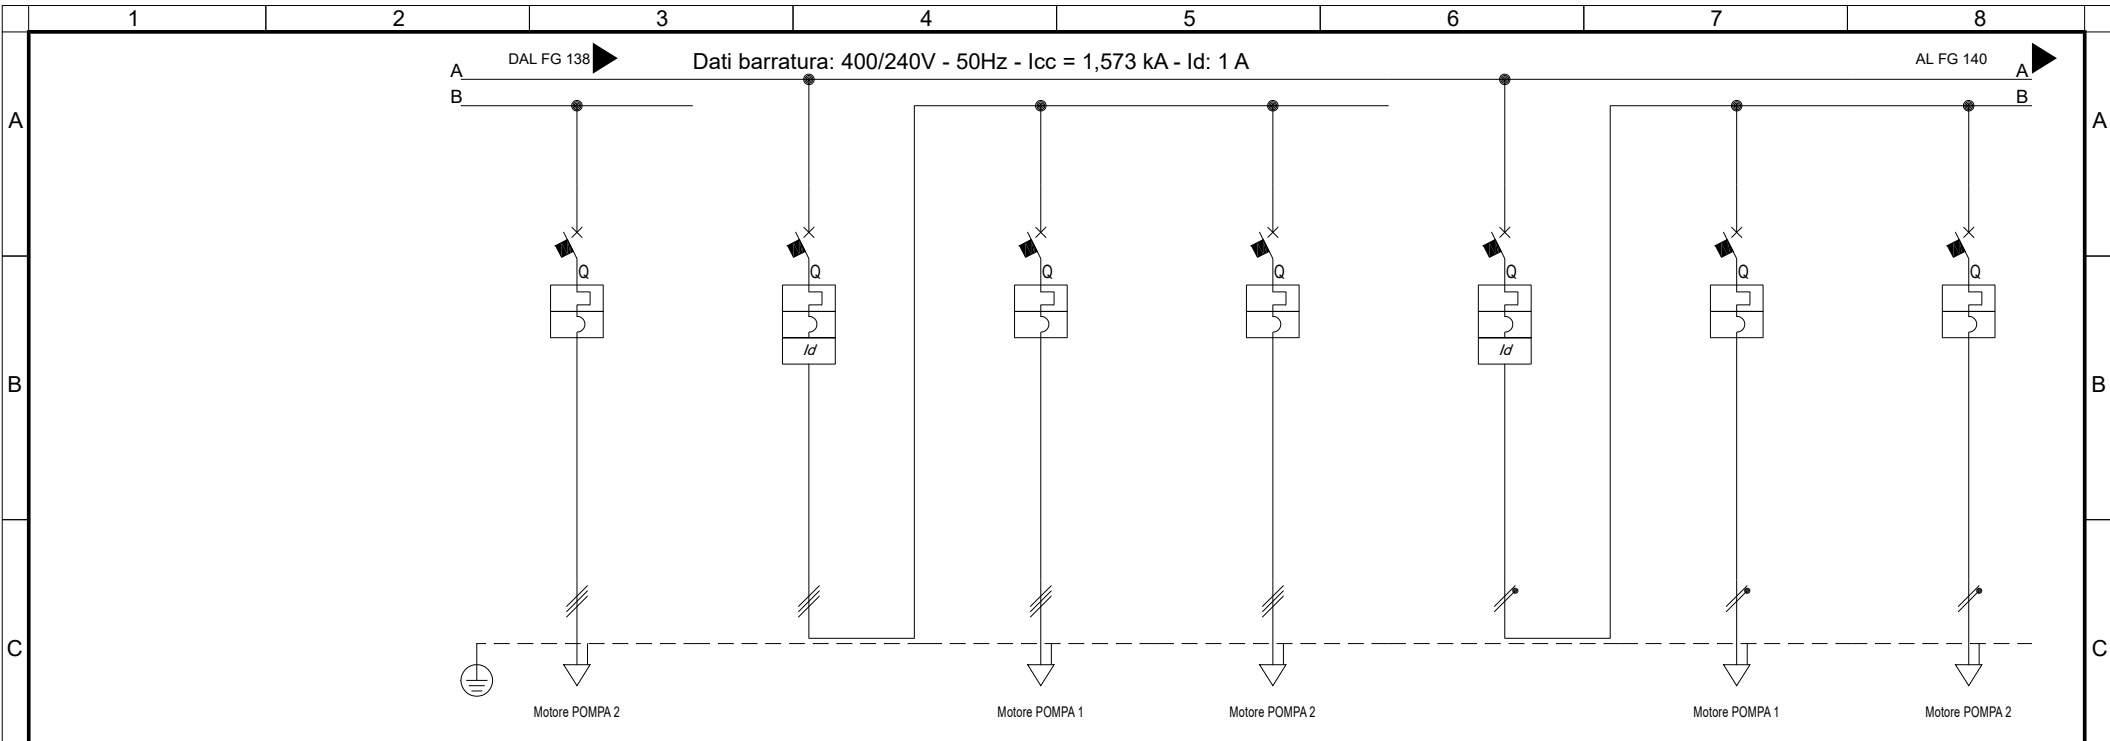 1 2 3 4 5 6 7 8
DAL FG 138 Dati barratura: 400/240V - 50Hz - Icc = 1,573 kA - Id: 1 A AL FG 140
A A
B B
A A
Q Q Q Q Q Q Q
Id Id
B B
C C
Motore POMPA 2 Motore POMPA 1 Motore POMPA 2 Motore POMPA 1 Motore POMPA 2